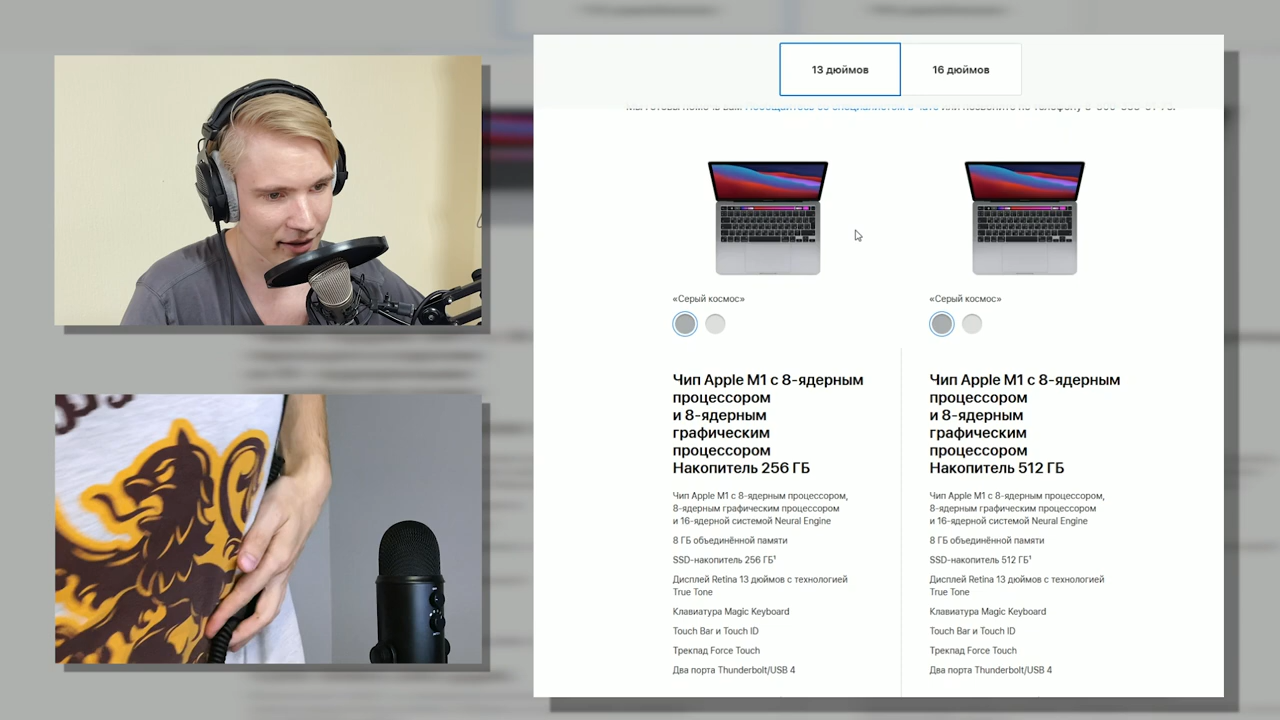 13 дюймов
16 дюймов
«Серый космос»
Чип Apple M1 с 8-ядерным
процессором
и 8-ядерным
графическим
процессором
Накопитель 256 ГБ
Чип Apple M1 с 8-ядерным процессором,
8-ядерным графическим процессором
и 16-ядерной системой Neural Engine
8 ГБ объединённой памяти
SSD-накопитель 256 ГБ¹
Дисплей Retina 13 дюймов с технологией
True Tone
Клавиатура Magic Keyboard
Touch Bar и Touch ID
Трекпад Force Touch
Два порта Thunderbolt/USB 4
«Серый космос»
Чип Apple M1 с 8-ядерным
процессором
и 8-ядерным
графическим
процессором
Накопитель 512 ГБ
Чип Apple M1 с 8-ядерным процессором,
8-ядерным графическим процессором
и 16-ядерной системой Neural Engine
8 ГБ объединённой памяти
SSD-накопитель 512 ГБ¹
Дисплей Retina 13 дюймов с технологией
True Tone
Клавиатура Magic Keyboard
Touch Bar и Touch ID
Трекпад Force Touch
Два порта Thunderbolt/USB 4